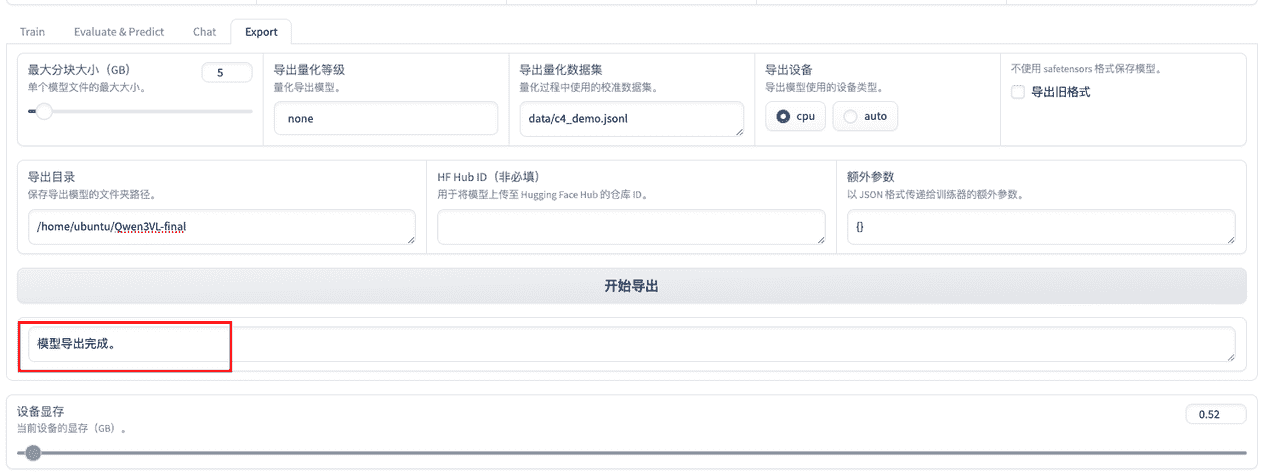 Train Evaluate & Predict Chat Export
最大分块大小（GB） 5
单个模型文件的最大大小。
导出量化等级
量化导出模型。
none
导出量化数据集
量化过程中使用的校准数据集。
data/c4_demo.jsonl
导出设备
导出模型使用的设备类型。
cpu auto
不使用 safetensors 格式保存模型。
导出旧格式
导出目录
保存导出模型的文件夹路径。
/home/ubuntu/Qwen3VL-final
HF Hub ID（非必填）
用于将模型上传至 Hugging Face Hub 的仓库 ID。
额外参数
以 JSON 格式传递给训练器的额外参数。
{}
开始导出
模型导出完成。
设备显存 0.52
当前设备的显存（GB）。